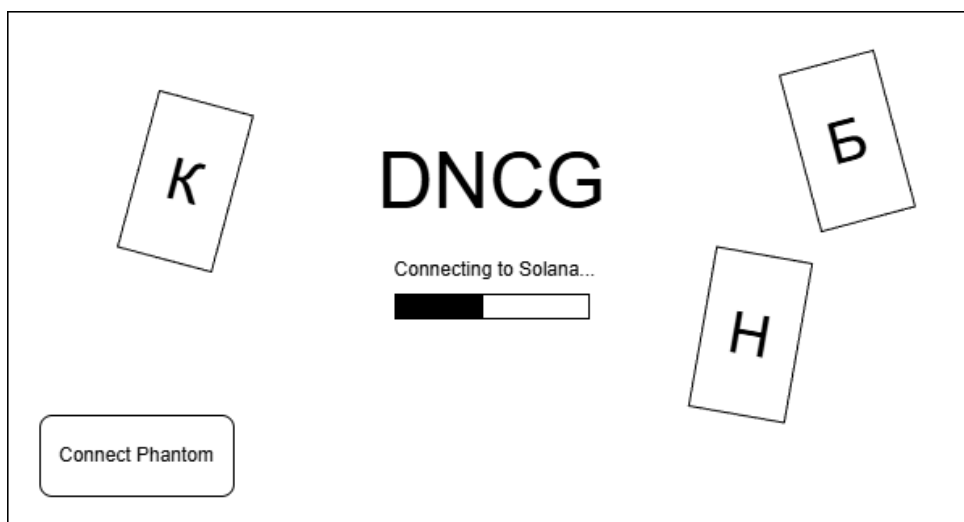 К
DNCG
Б
Connecting to Solana...
Н
Connect Phantom